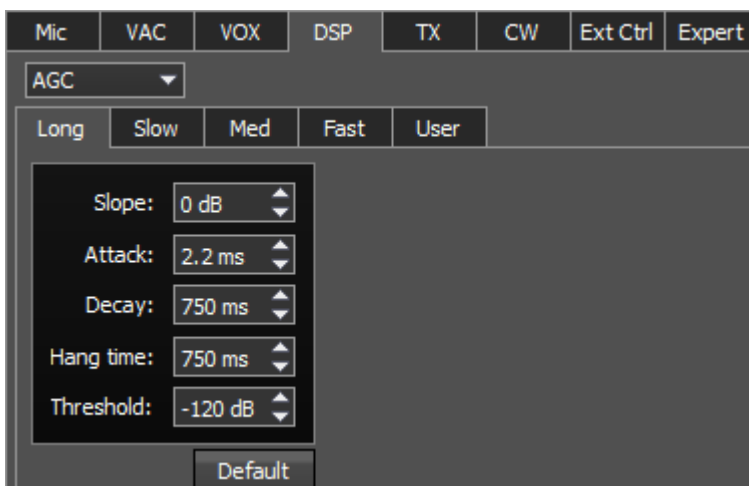 Mic VAC VOX DSP TX CW Ext Ctrl Expert
AGC
Long Slow Med Fast User
Slope: 0 dB
Attack: 2.2 ms
Decay: 750 ms
Hang time: 750 ms
Threshold: -120 dB
Default